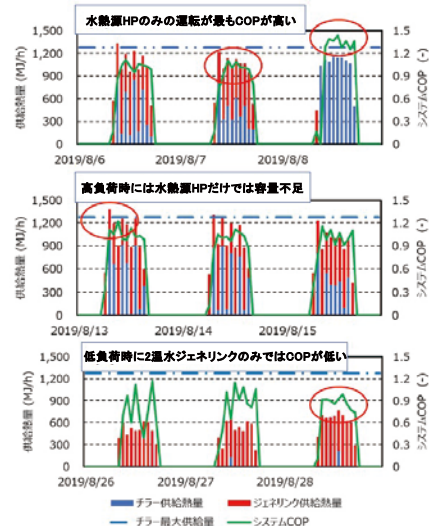 水熱源HPのみの運転が最もCOPが高い
1,500 1.5
1,200 1.2
900 0.9
600 0.6
300 0.3
0 0
供給熱量 (MJ/h)
システムCOP (-)
2019/8/6 2019/8/7 2019/8/8
高負荷時には水熱源HPだけでは容量不足
1,500 1.5
1,200 1.2
900 0.9
600 0.6
300 0.3
0 0
供給熱量 (MJ/h)
システムCOP (-)
2019/8/13 2019/8/14 2019/8/15
低負荷時に2温水ジェネリンクのみではCOPが低い
1,500 1.5
1,200 1.2
900 0.9
600 0.6
300 0.3
0 0.0
供給熱量 (MJ/h)
システムCOP (-)
2019/8/26 2019/8/27 2019/8/28
チラー供給熱量 ジェネリンク供給熱量
チラー最大供給量 システムCOP